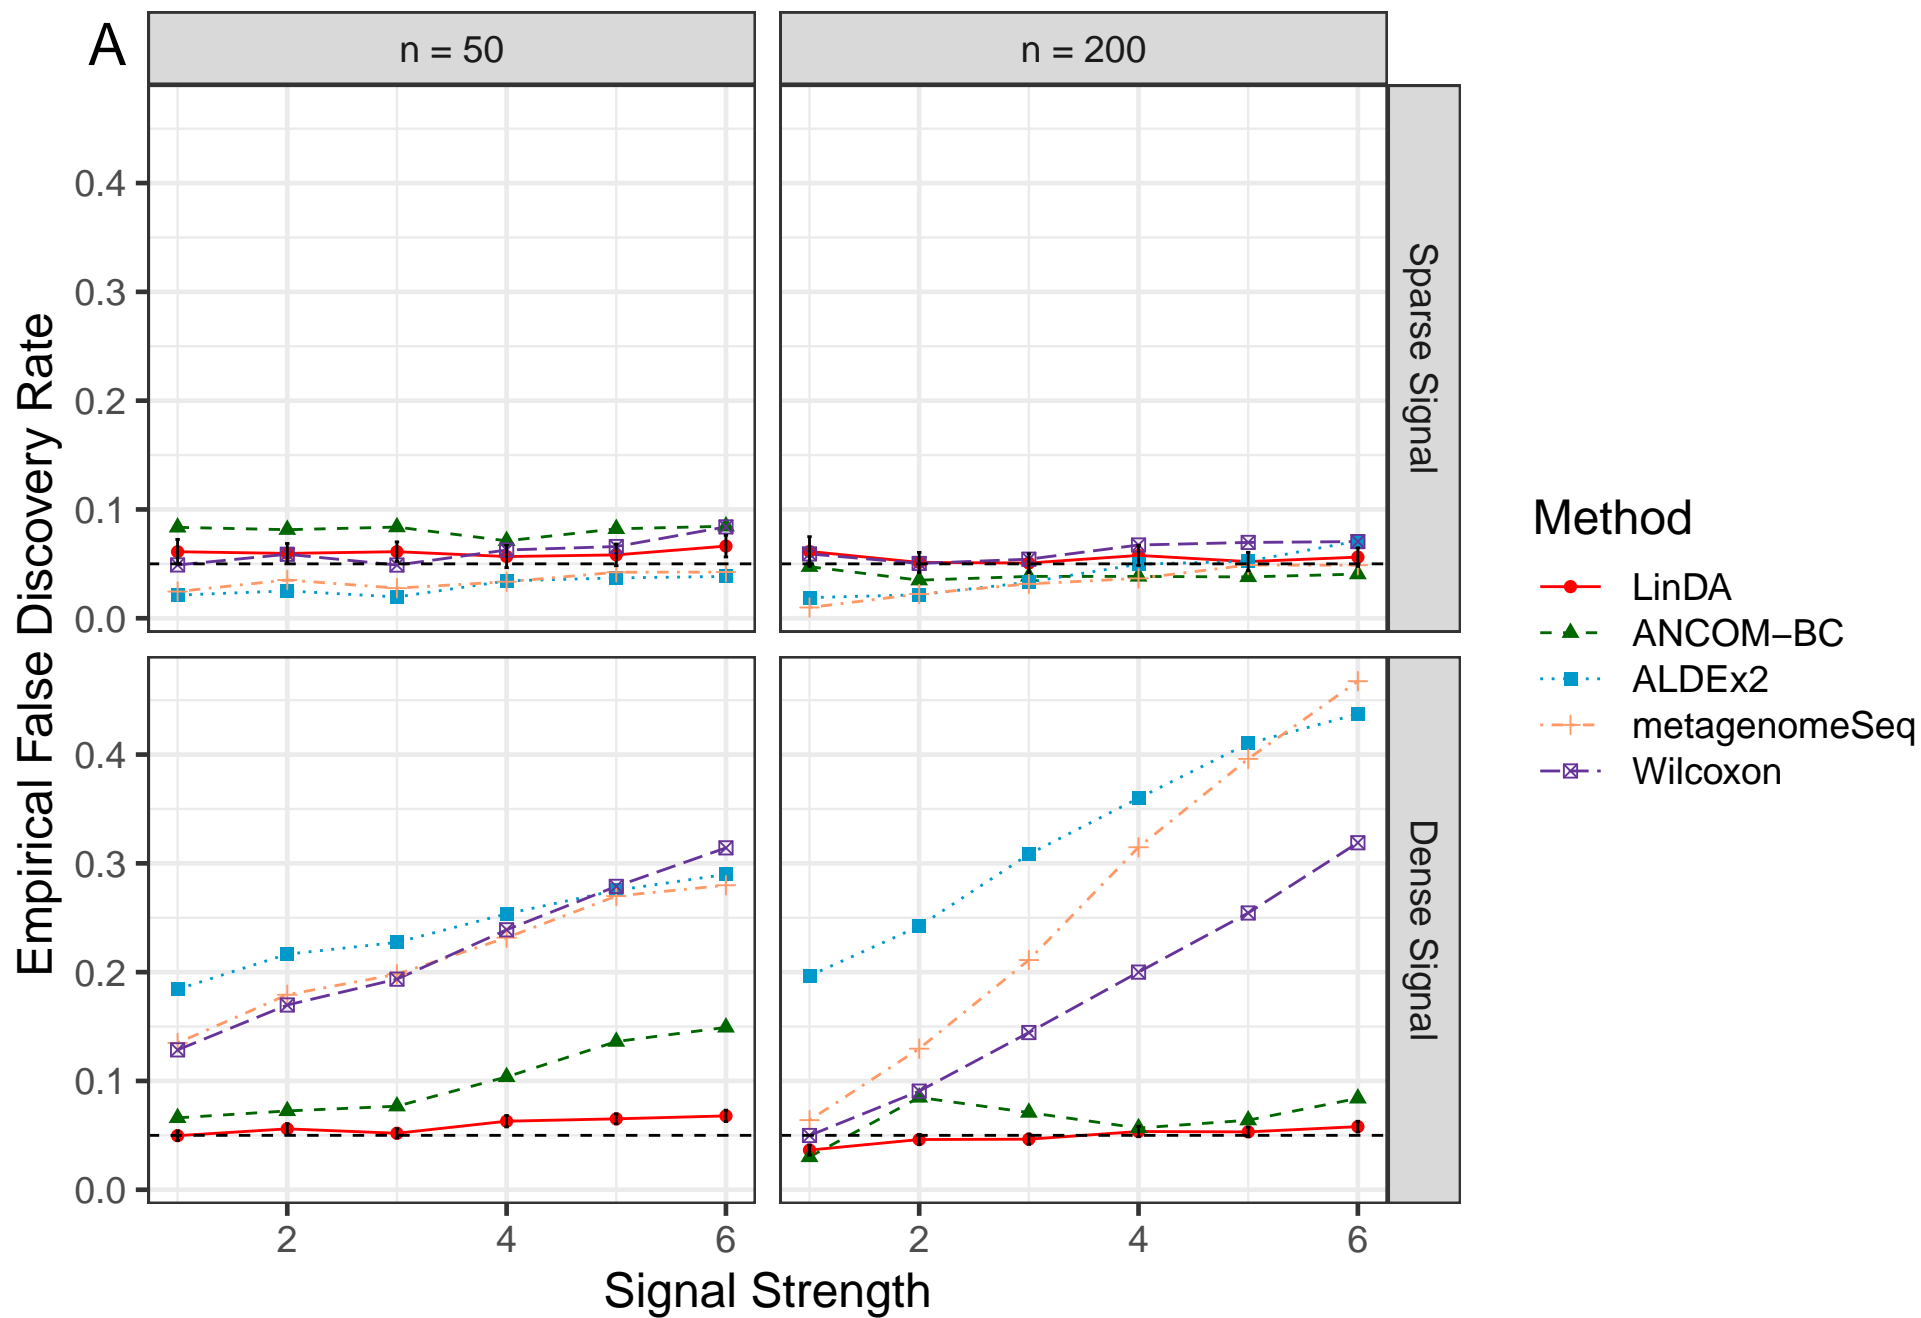 A
n = 50
n = 200
0.4
0.3
0.2
0.1
0.0
Sparse Signal
0.4
0.3
0.2
0.1
0.0
Dense Signal
2
4
6
2
4
6
Signal Strength
Empirical False Discovery Rate
Method
LinDA
ANCOM−BC
ALDEx2
metagenomeSeq
Wilcoxon